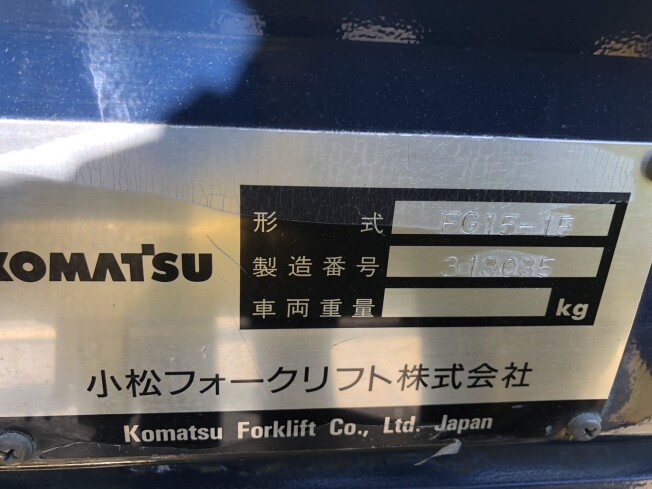 KOMATSU
形 式 FG15-15
製造番号 313035
車両重量 kg
小松フォークリフト株式会社
Komatsu Forklift Co., Ltd. Japan